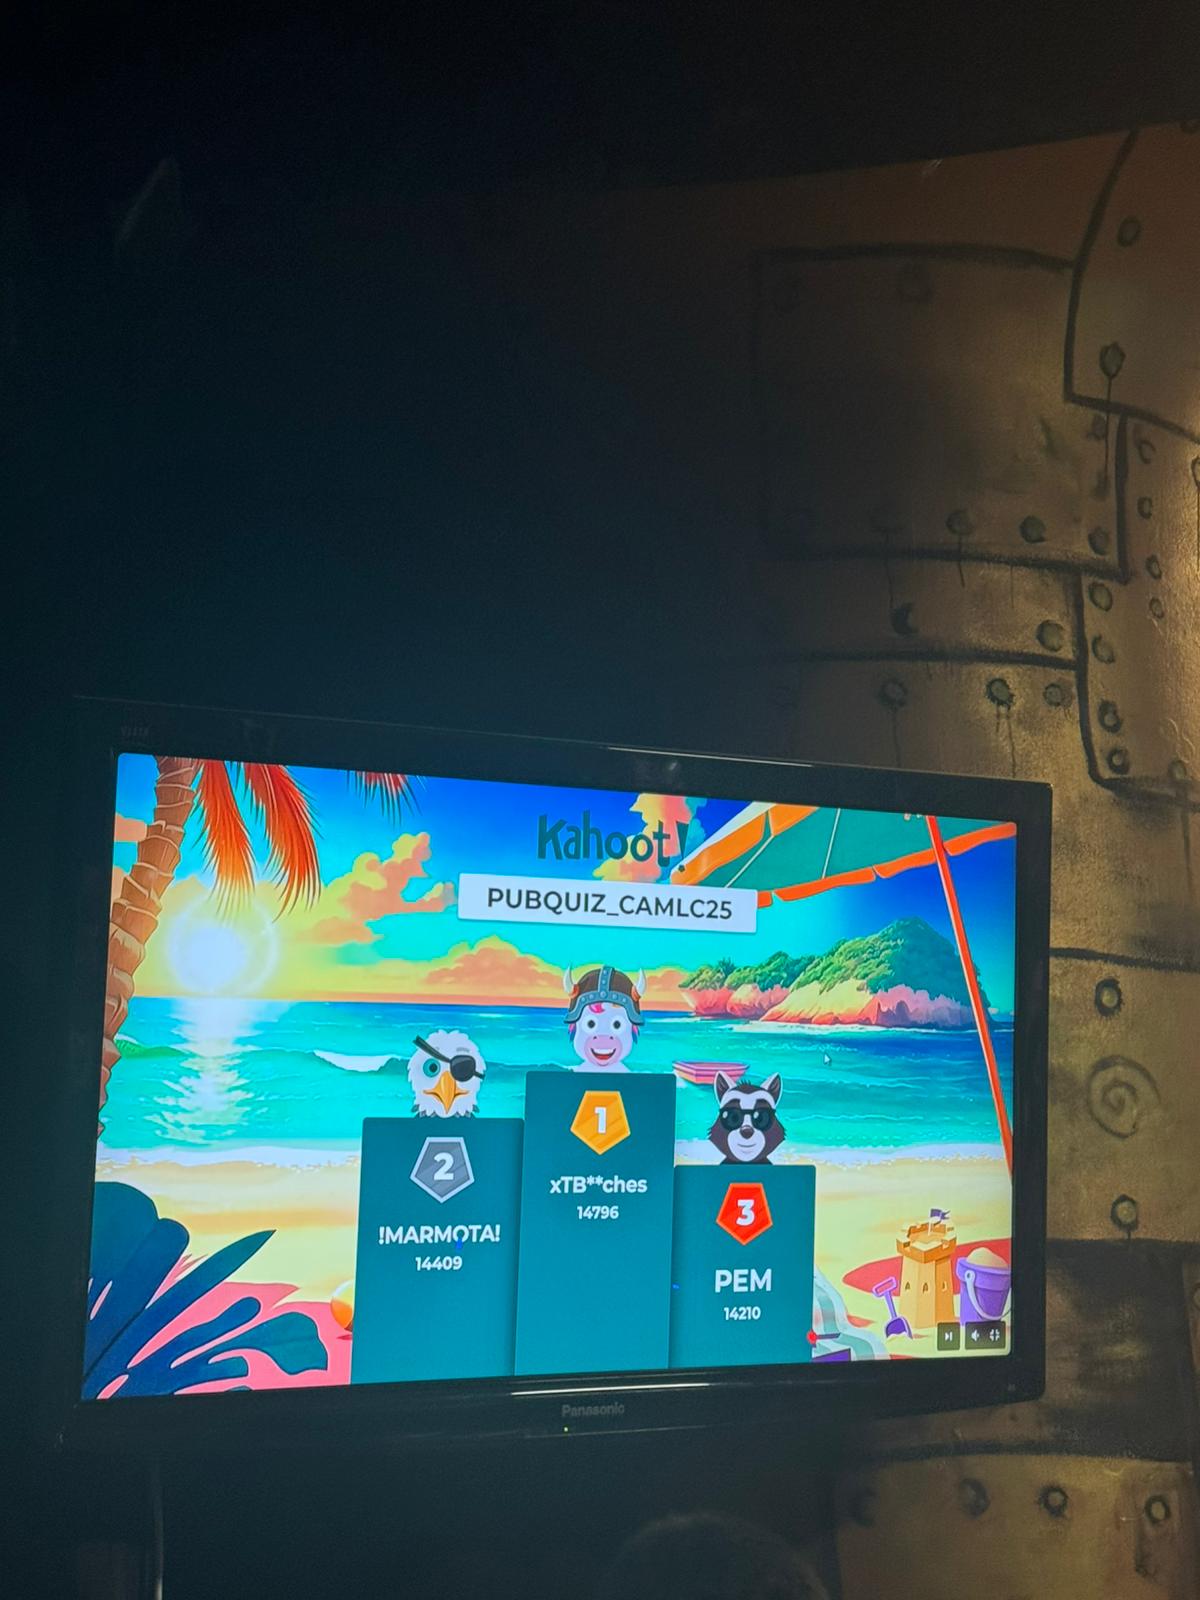 Kahoot!
PUBQUIZ_CAMLC25
1
xTB**ches
14796
2
!MARMOTA!
14409
3
PEM
14210
Panasonic